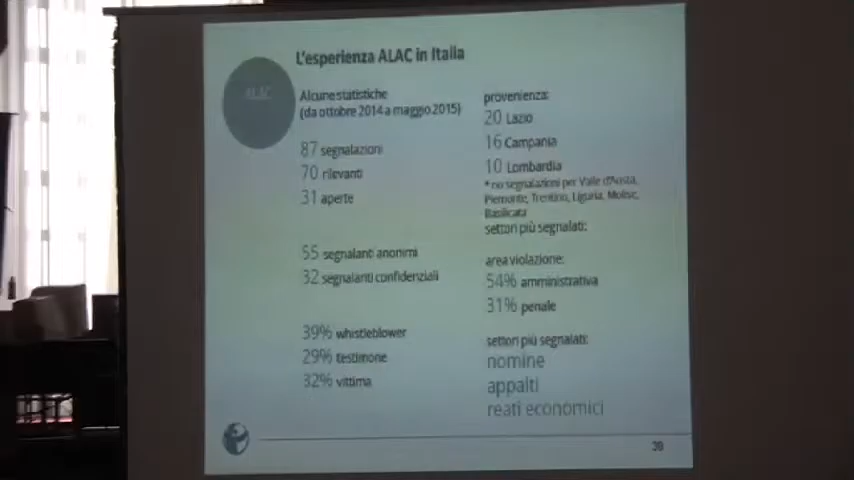 L'esperienza ALAC in Italia
ALAC
Alcune statistiche
(da ottobre 2014 a maggio 2015)
87 segnalazioni
70 rilevanti
31 aperte
55 segnalanti anonimi
32 segnalanti confidenziali
39% whistleblower
29% testimone
32% vittima
provenienza:
20 Lazio
16 Campania
10 Lombardia
* no segnalazioni per Valle d'Aosta,
Piemonte, Trentino, Liguria, Molise,
Basilicata
settori più segnalati:
area violazione:
54% amministrativa
31% penale
settori più segnalati:
nomine
appalti
reati economici
39